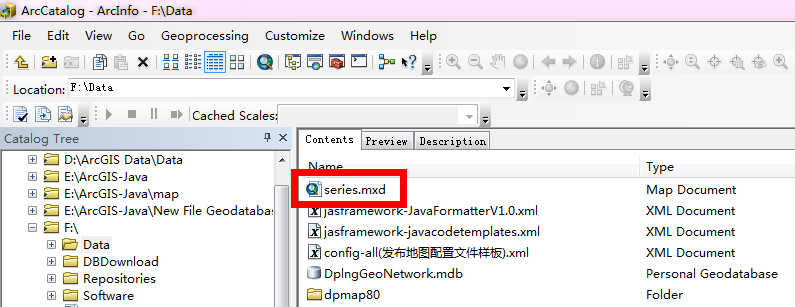 ArcCatalog - ArcInfo - F:\Data
File Edit View Go Geoprocessing Customize Windows Help
Location: F:\Data
Cached Scales:
Catalog Tree
Contents Preview Description
Name Type
D:\ArcGIS Data\Data
E:\ArcGIS-Java
E:\ArcGIS-Java\map
E:\ArcGIS-Java\New File Geodatabas
F:\
Data
DBDownload
Repositories
Software
series.mxd Map Document
jasframework-JavaFormatterV1.0.xml XML Document
jasframework-javacodetemplates.xml XML Document
config-all(发布地图配置文件样板).xml XML Document
DplngGeoNetwork.mdb Personal Geodatabase
dpmap80 Folder